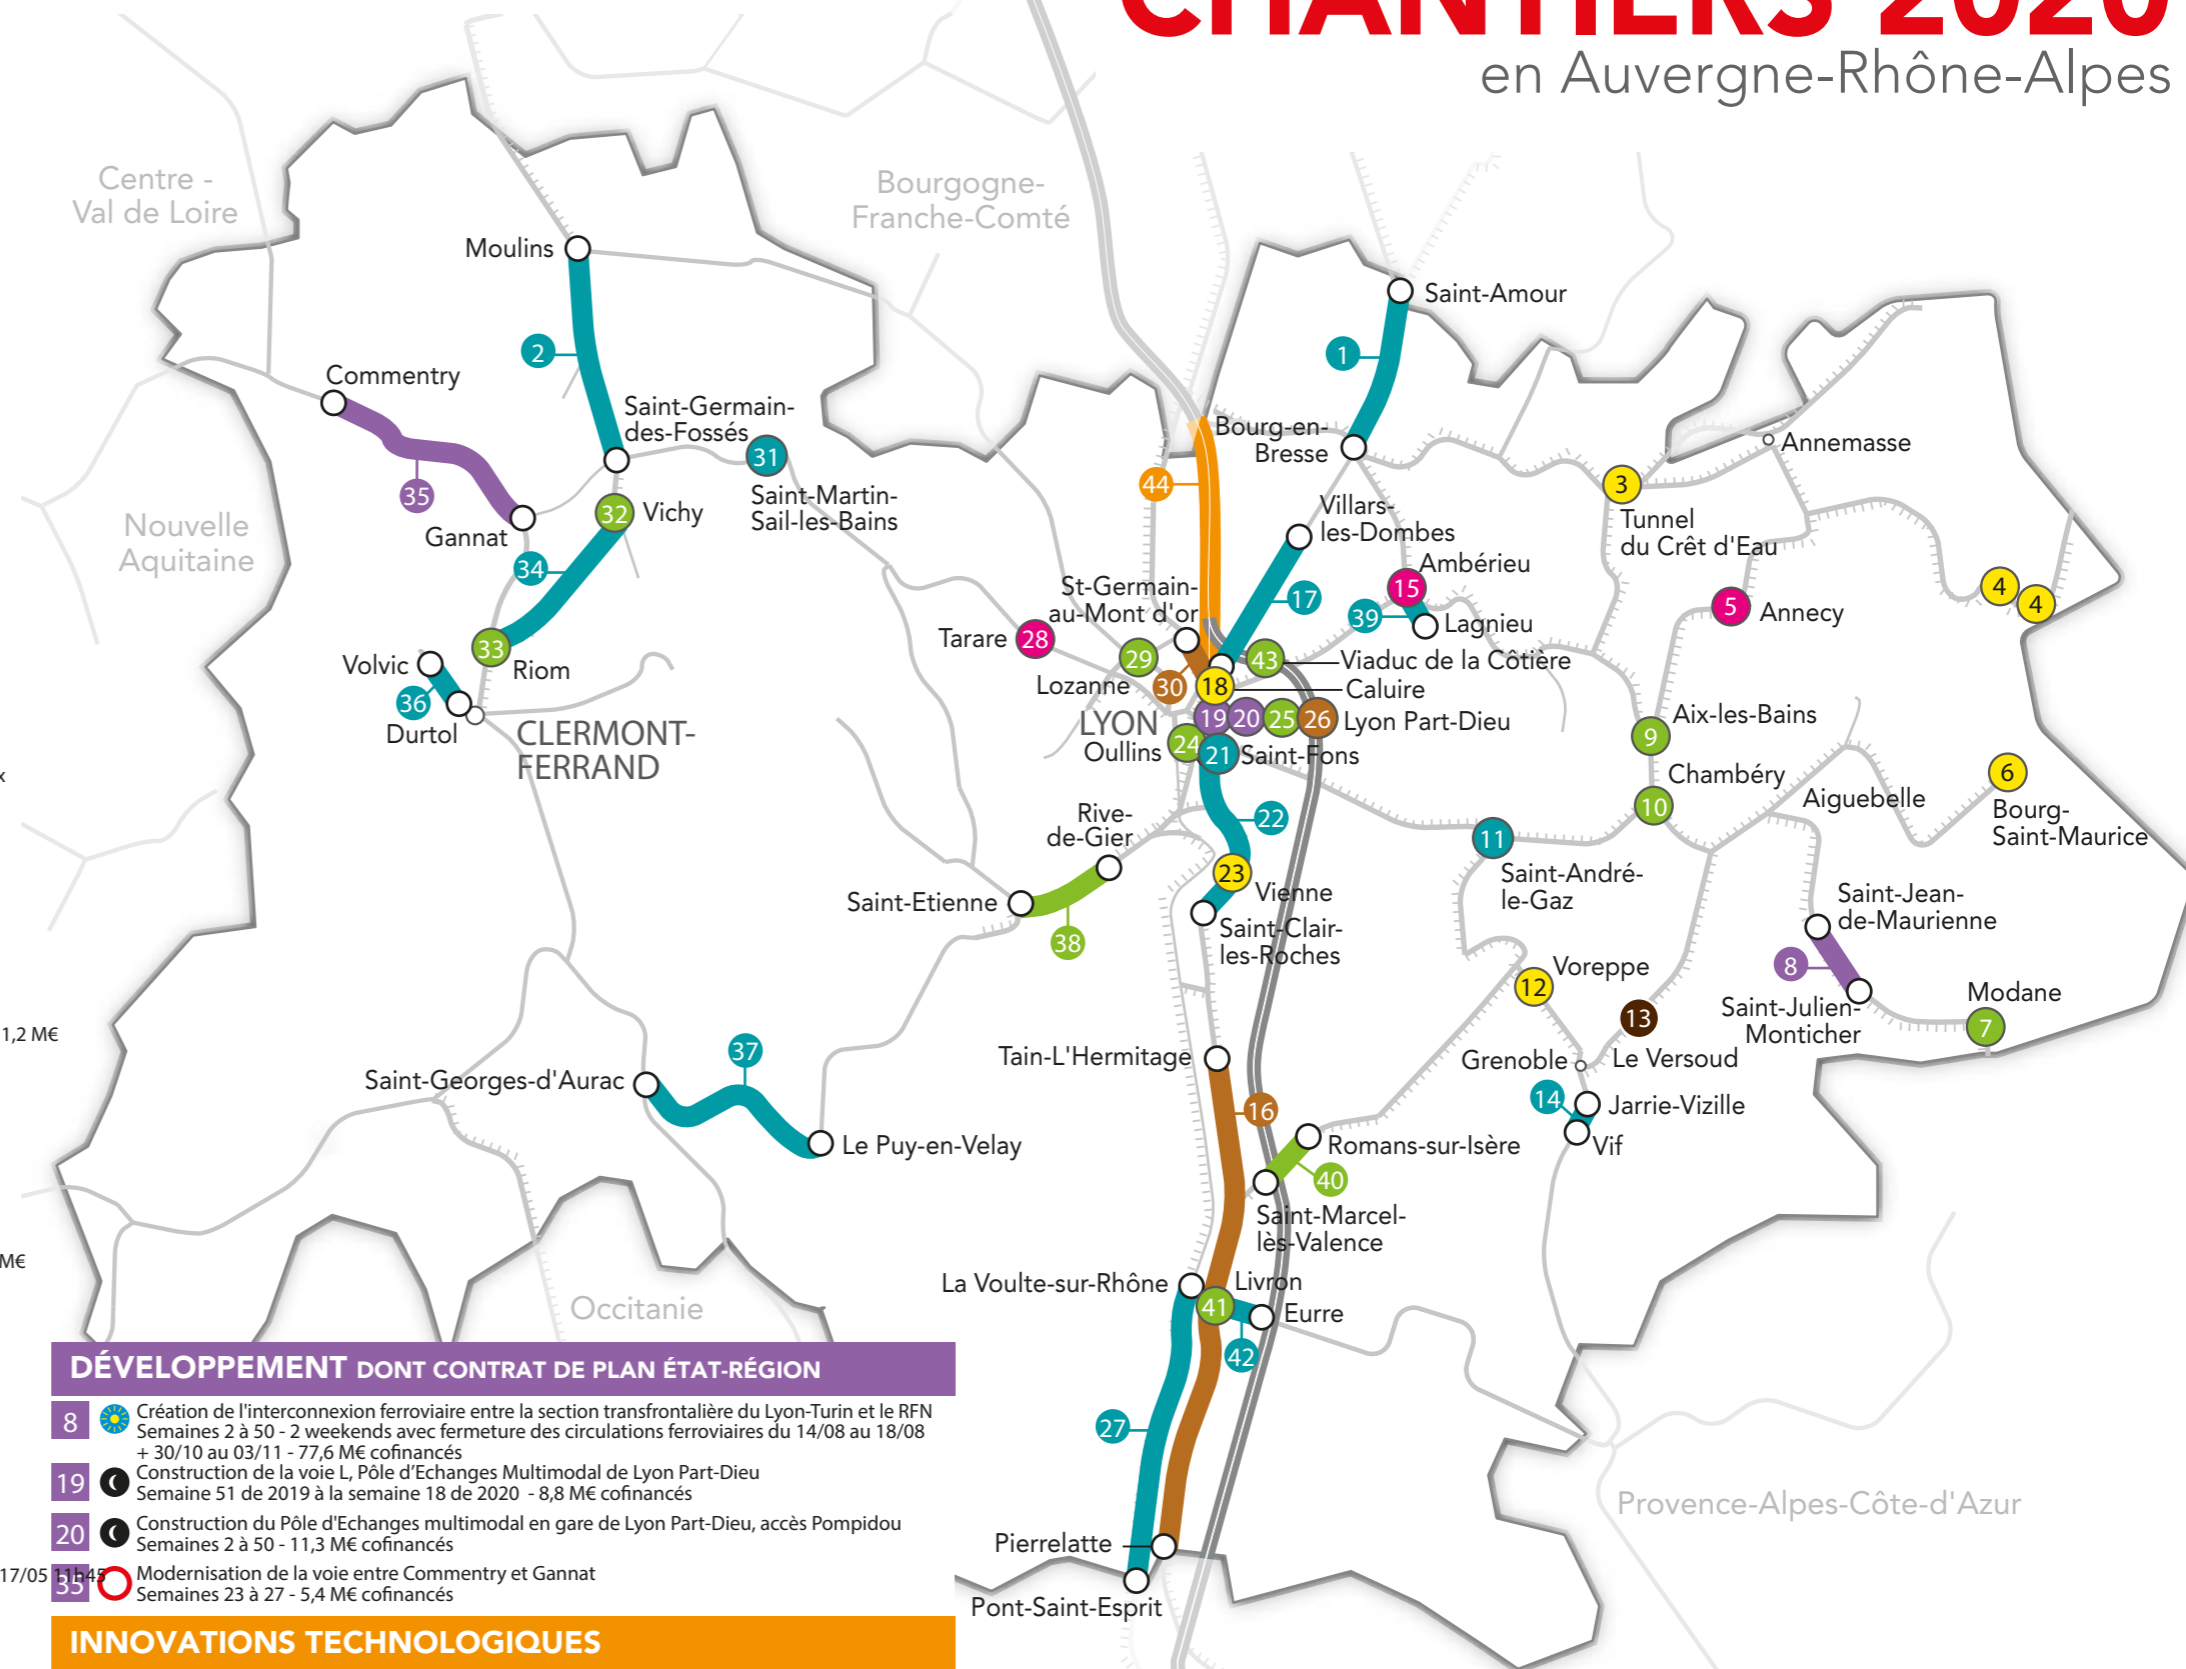 CHANTIERS 2020
en Auvergne-Rhône-Alpes
Centre -
Val de Loire
Bourgogne-
Franche-Comté
Moulins
Saint-Amour
2
1
Commentry
Saint-Germain-
des-Fossés
31
Saint-Martin-
Sail-les-Bains
35
Gannat
32
Vichy
34
Nouvelle
Aquitaine
Bourg-en-
Bresse
Annemasse
44
3
Tunnel
du Crêt d'Eau
Villars-
les-Dombes
Ambérieu
15
17
39
Lagnieu
5
Annecy
4
4
St-Germain-
au-Mont d'or
Tarare
28
29
Lozanne
30
43
Viaduc de la Côtière
18
Caluire
33
Riom
Volvic
36
Durtol
CLERMONT-
FERRAND
LYON
19
20
25
26
Lyon Part-Dieu
Oullins
24
21
Saint-Fons
Aix-les-Bains
9
Chambéry
10
Aiguebelle
6
Bourg-
Saint-Maurice
x
Rive-
de-Gier
22
11
Saint-André-
le-Gaz
23
Vienne
Saint-Etienne
38
Saint-Clair-
les-Roches
Saint-Jean-
de-Maurienne
8
Saint-Julien-
Monticher
Modane
7
12
Voreppe
13
Le Versoud
Grenoble
14
Jarrie-Vizille
Vif
1,2 M€
37
Saint-Georges-d'Aurac
Le Puy-en-Velay
Tain-L'Hermitage
16
Romans-sur-Isère
40
Saint-Marcel-
lès-Valence
M€
La Voulte-sur-Rhône
Livron
41
Eurre
42
Occitanie
27
Pierrelatte
Pont-Saint-Esprit
Provence-Alpes-Côte-d'Azur
DÉVELOPPEMENT DONT CONTRAT DE PLAN ÉTAT-RÉGION
8 Création de l'interconnexion ferroviaire entre la section transfrontalière du Lyon-Turin et le RFN
Semaines 2 à 50 - 2 weekends avec fermeture des circulations ferroviaires du 14/08 au 18/08
+ 30/10 au 03/11 - 77,6 M€ cofinancés
19 Construction de la voie L, Pôle d'Echanges Multimodal de Lyon Part-Dieu
Semaine 51 de 2019 à la semaine 18 de 2020 - 8,8 M€ cofinancés
20 Construction du Pôle d'Echanges multimodal en gare de Lyon Part-Dieu, accès Pompidou
Semaines 2 à 50 - 11,3 M€ cofinancés
17/05 11h45
35 Modernisation de la voie entre Commentry et Gannat
Semaines 23 à 27 - 5,4 M€ cofinancés
INNOVATIONS TECHNOLOGIQUES